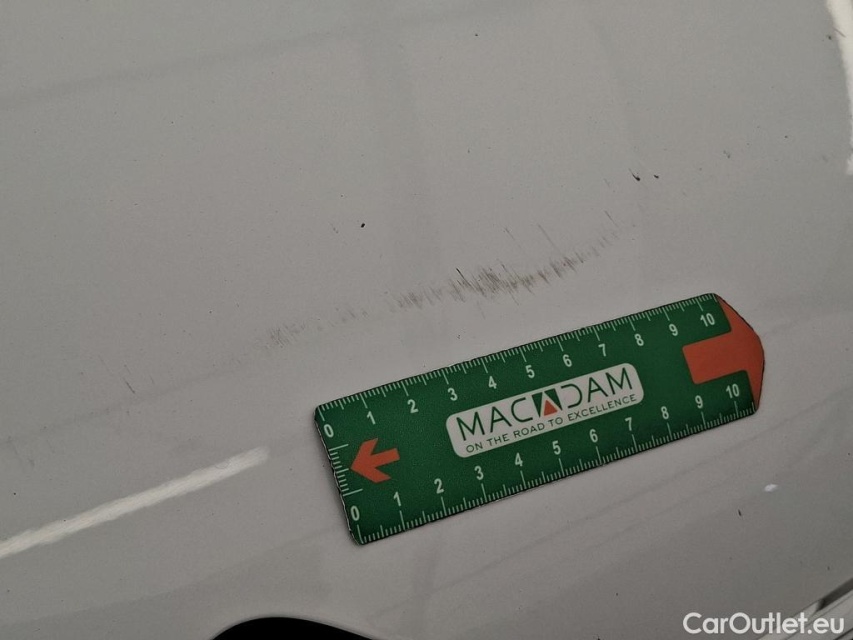 0 1 2 3 4 5 6 7 8 9 10
MACADAM
ON THE ROAD TO EXCELLENCE
0 1 2 3 4 5 6 7 8 9 10
CarOutlet.eu